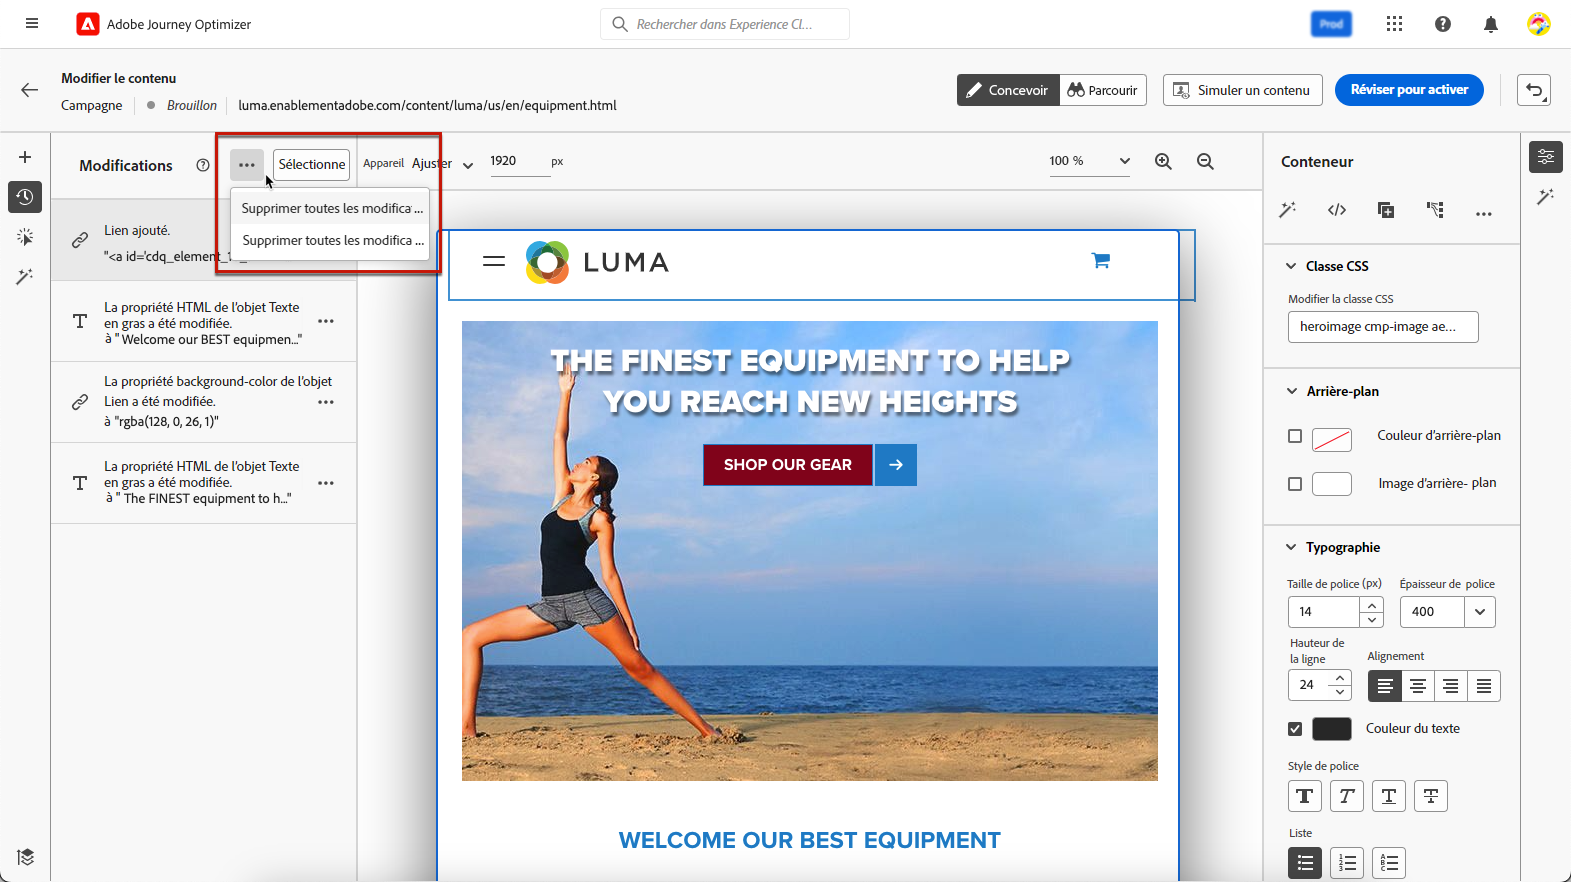 Adobe Journey Optimizer
Rechercher dans Experience Cl...
Prod
Modifier le contenu
Campagne
Brouillon
luma.enablementadobe.com/content/luma/us/en/equipment.html
Concevoir
Parcourir
Simuler un contenu
Réviser pour activer
Modifications
Sélectionne
Appareil
Ajuster
1920
px
100 %
Supprimer toutes les modifica ...
Supprimer toutes les modifica ...
Lien ajouté.
"<a id='cdq_element_1
La propriété HTML de l'objet Texte
en gras a été modifiée.
à " Welcome our BEST equipmen..."
La propriété background-color de l'objet
Lien a été modifiée.
à "rgba(128, 0, 26, 1)"
La propriété HTML de l'objet Texte
en gras a été modifiée.
à " The FINEST equipment to h..."
LUMA
THE FINEST EQUIPMENT TO HELP
YOU REACH NEW HEIGHTS
SHOP OUR GEAR
WELCOME OUR BEST EQUIPMENT
Conteneur
Classe CSS
Modifier la classe CSS
heroimage cmp-image ae...
Arrière-plan
Couleur d'arrière-plan
Image d'arrière- plan
Typographie
Taille de police (px)
Épaisseur de police
14
400
Hauteur de
la ligne
Alignement
24
Couleur du texte
Style de police
Liste